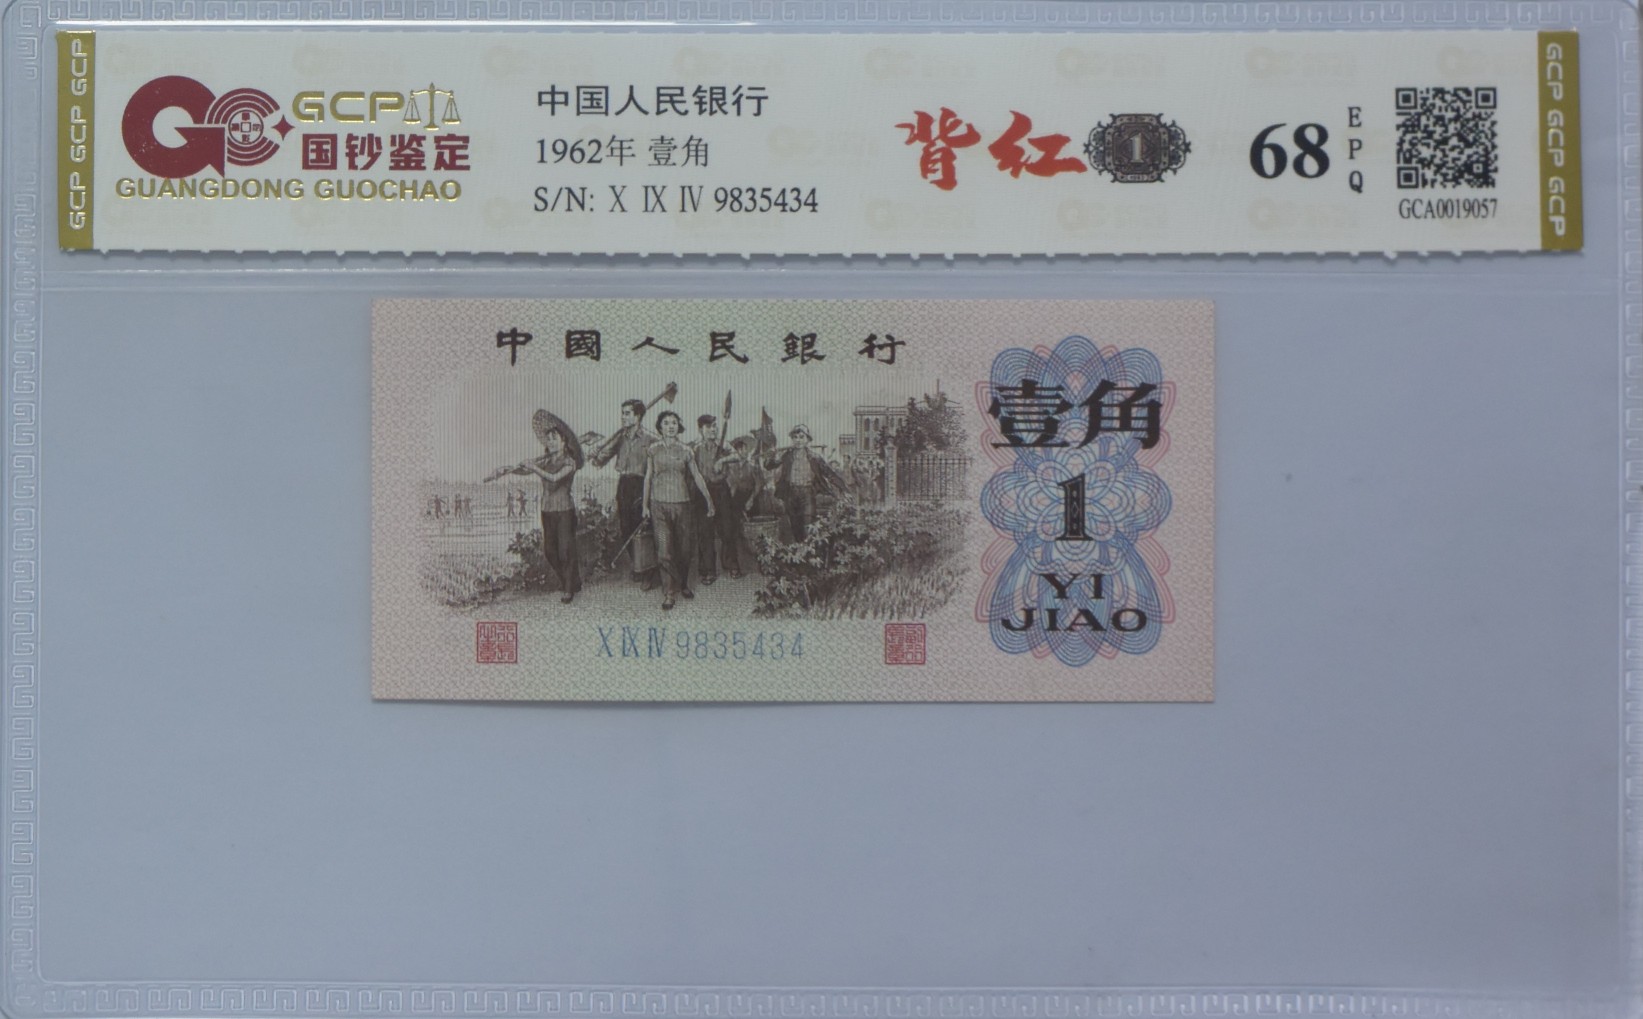 GCP GCP GCP
GCP
国钞鉴定
GUANGDONG GUOCHAO
中国人民银行
1962年 壹角
S/N: X IX IV 9835434
背红
1
68
EPQ
GCA0019057
GCP GCP GCP
中國人民銀行
壹角
1
YI
JIAO
X IX IV 9835434